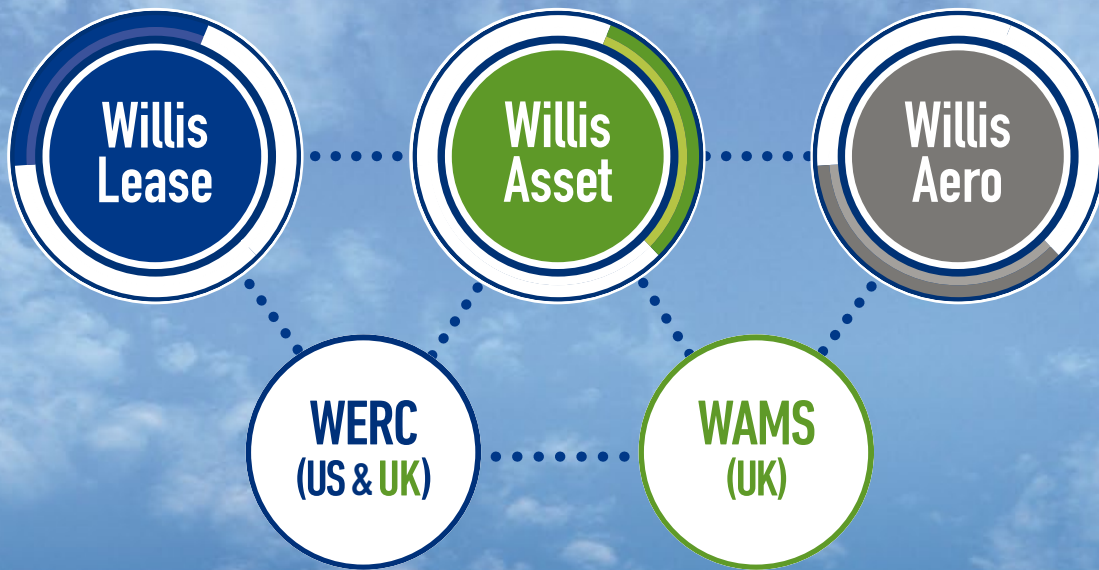 Willis
Lease
Willis
Asset
Willis
Aero
WERC
(US & UK)
WAMS
(UK)